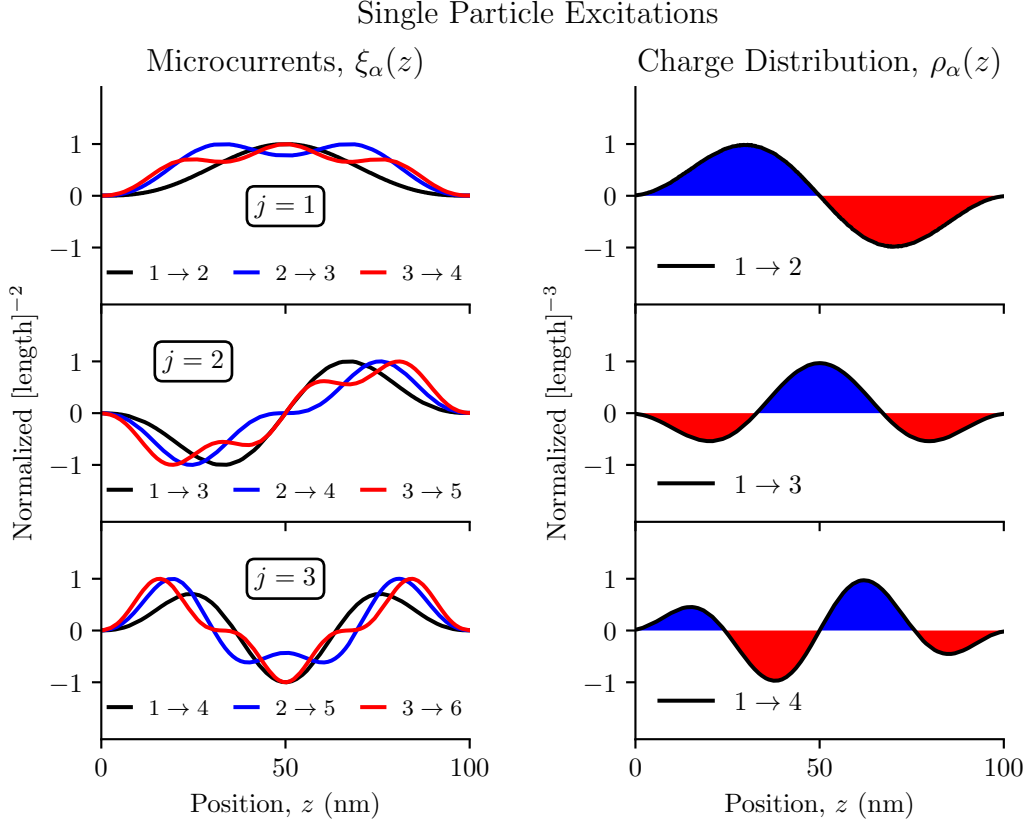 Single Particle Excitations
Microcurrents, ξ_α(z)
1
0
−1
j = 1
1 → 2 2 → 3 3 → 4
Normalized [length]⁻²
1
0
−1
j = 2
1 → 3 2 → 4 3 → 5
1
0
−1
j = 3
1 → 4 2 → 5 3 → 6
0 50 100
Position, z (nm)
Charge Distribution, ρ_α(z)
1
0
−1
1 → 2
Normalized [length]⁻³
1
0
−1
1 → 3
1
0
−1
1 → 4
0 50 100
Position, z (nm)